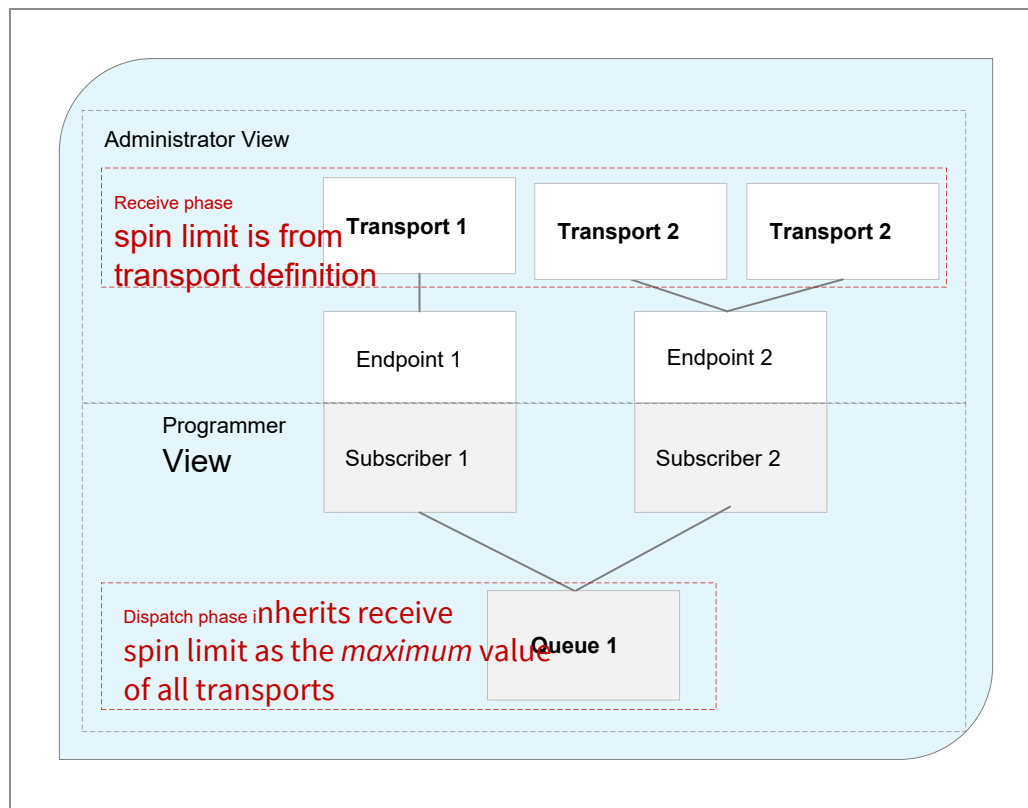 Administrator View
Receive phase
spin limit is from
transport definition
Transport 1
Transport 2
Transport 2
Endpoint 1
Endpoint 2
Programmer
View
Subscriber 1
Subscriber 2
Dispatch phase inherits receive
spin limit as the maximum value
of all transports
Queue 1